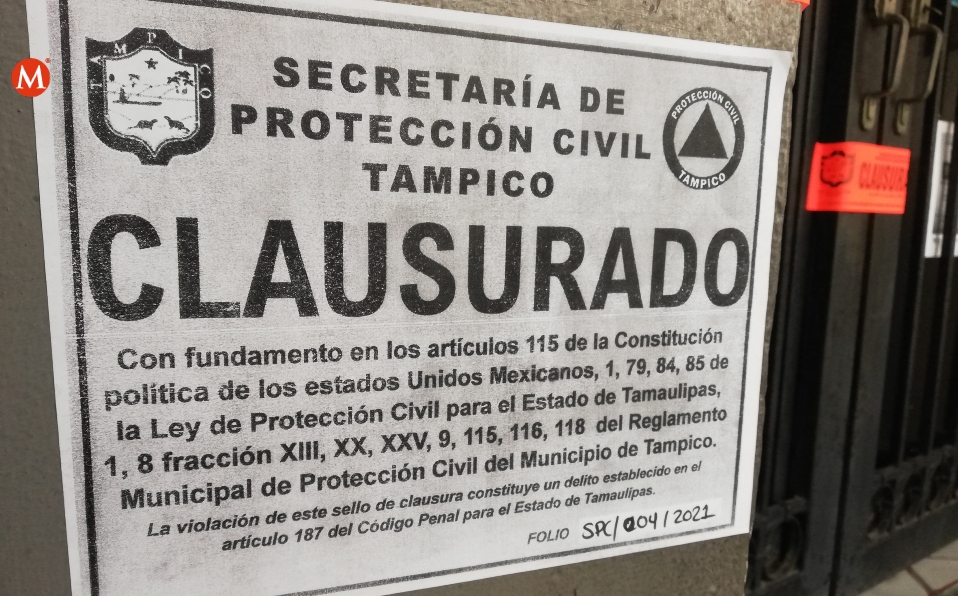 M
TAMPICO
SECRETARÍA DE
PROTECCIÓN CIVIL
TAMPICO
PROTECCIÓN CIVIL
TAMPICO
CLAUSURADO
Con fundamento en los artículos 115 de la Constitución
política de los estados Unidos Mexicanos, 1, 79, 84, 85 de
la Ley de Protección Civil para el Estado de Tamaulipas,
1, 8 fracción XIII, XX, XXV, 9, 115, 116, 118 del Reglamento
Municipal de Protección Civil del Municipio de Tampico.
La violación de este sello de clausura constituye un delito establecido en el
artículo 187 del Código Penal para el Estado de Tamaulipas.
FOLIO SPC/004/2021
CLAUSURA